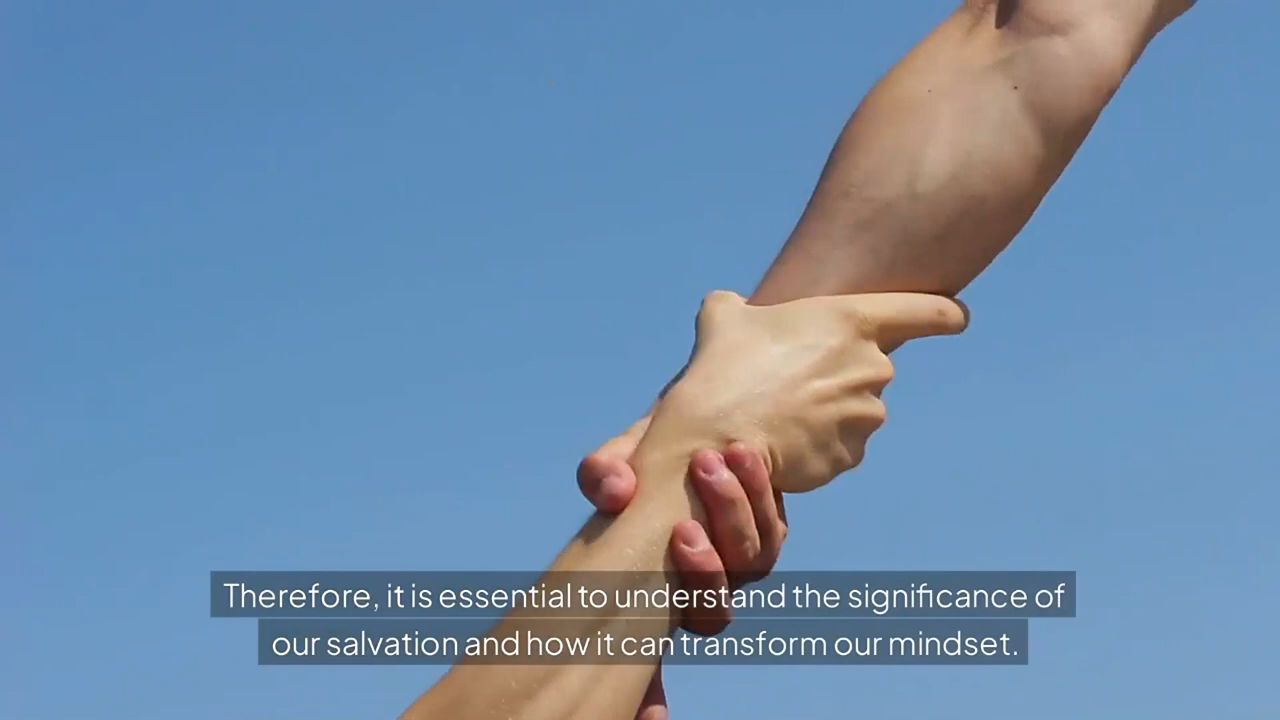 Therefore, it is essential to understand the significance of
our salvation and how it can transform our mindset.